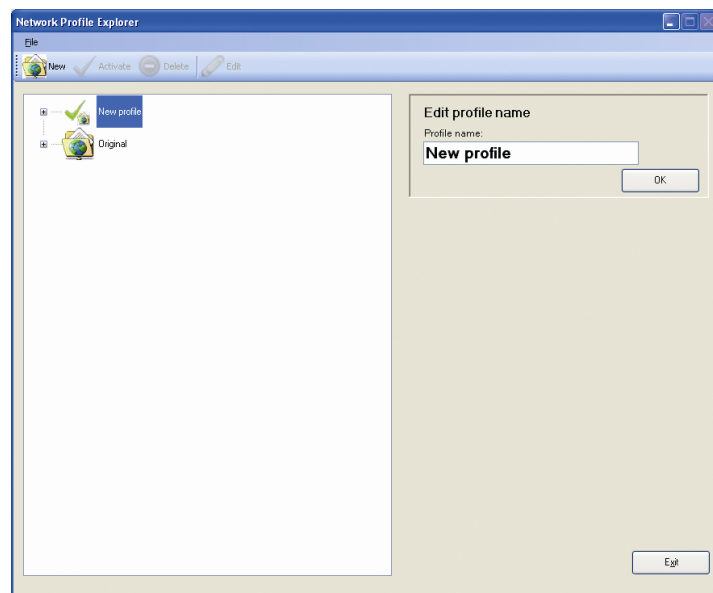 Network Profile Explorer
File
New Activate Delete Edit
New profile
Original
Edit profile name
Profile name:
New profile
OK
Exit